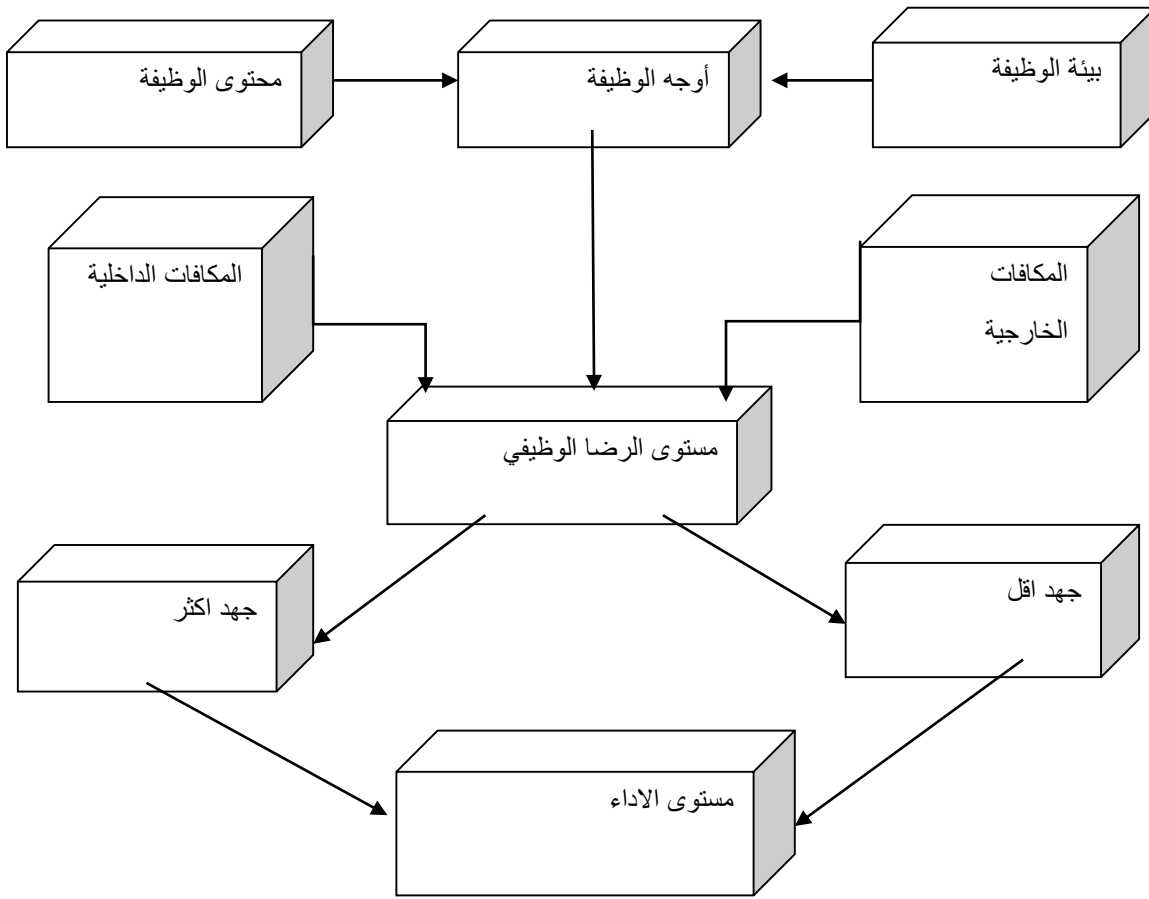 بيئة الوظيفة
أوجه الوظيفة
محتوى الوظيفة
المكافات
الخارجية
المكافات الداخلية
مستوى الرضا الوظيفي
جهد اقل
جهد اكثر
مستوى الاداء